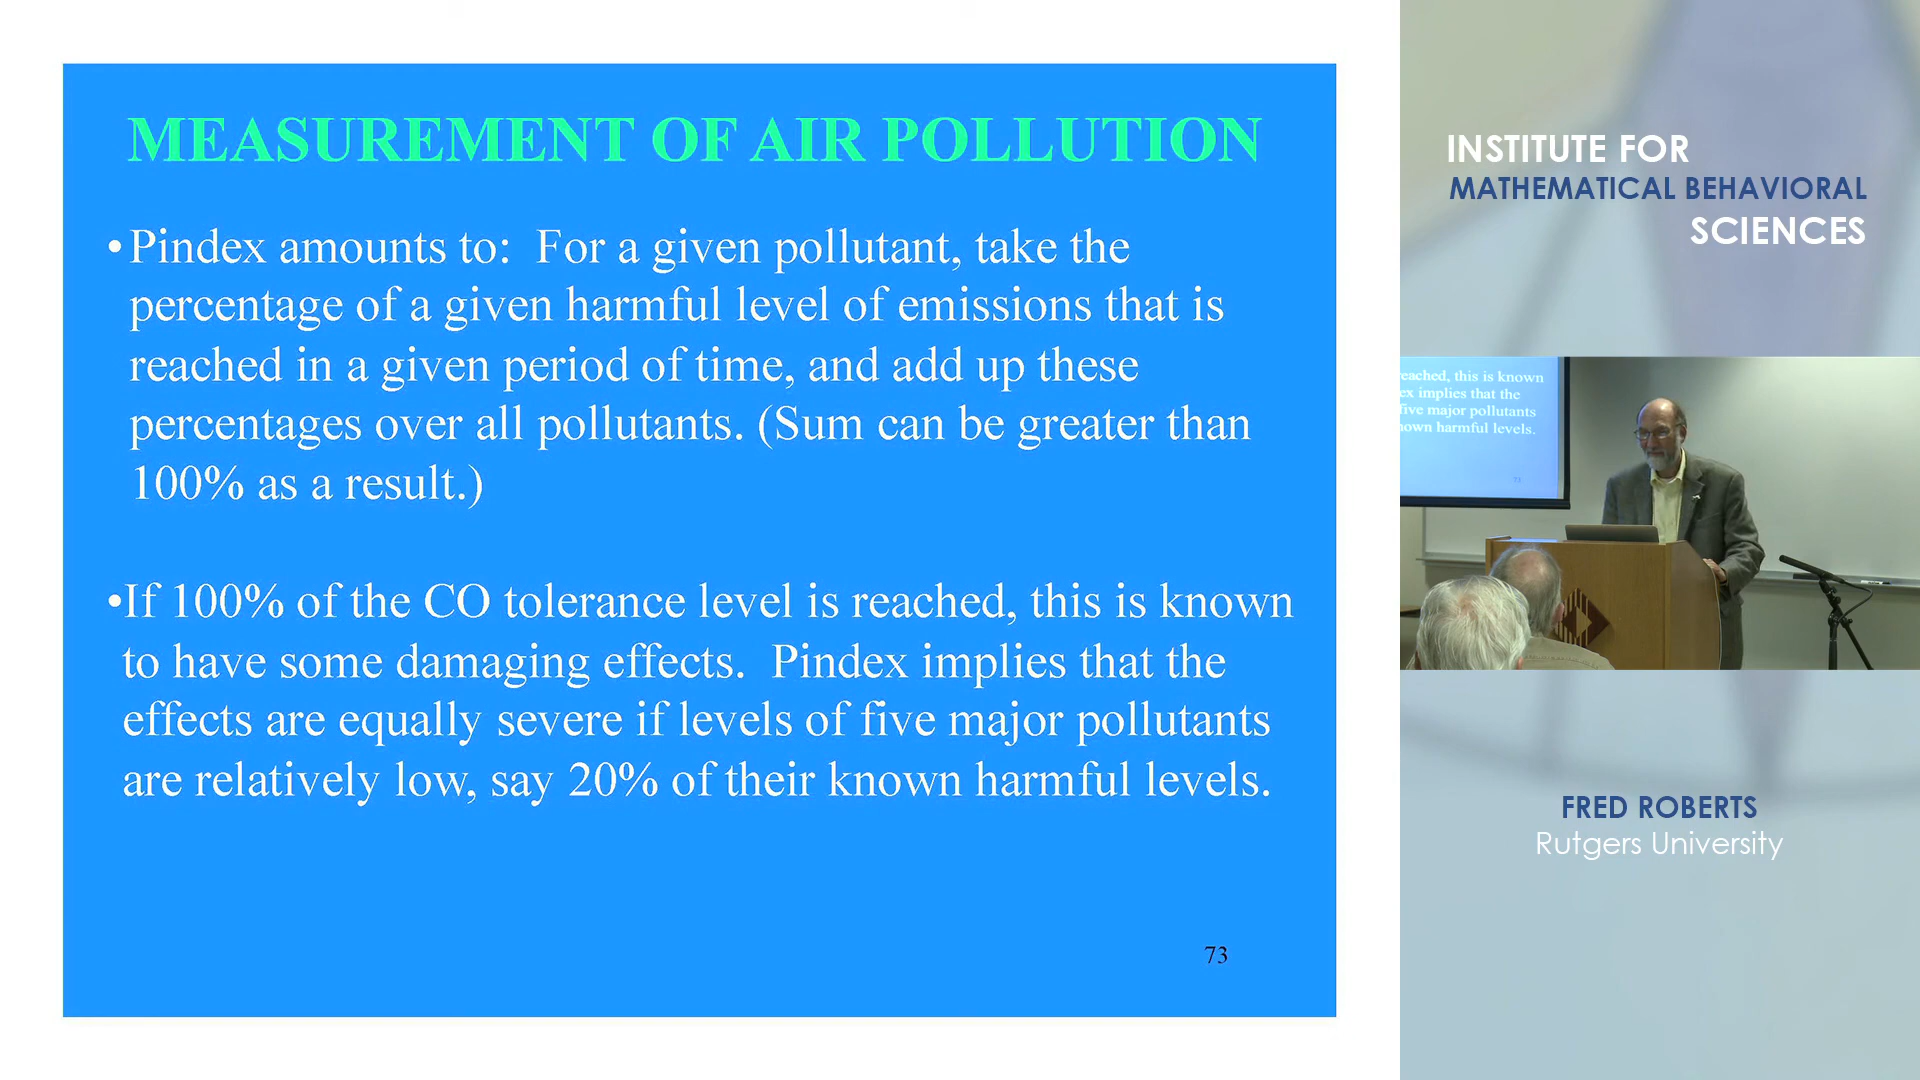 MEASUREMENT OF AIR POLLUTION
•Pindex amounts to:  For a given pollutant, take the
percentage of a given harmful level of emissions that is
reached in a given period of time, and add up these
percentages over all pollutants. (Sum can be greater than
100% as a result.)
•If 100% of the CO tolerance level is reached, this is known
to have some damaging effects.  Pindex implies that the
effects are equally severe if levels of five major pollutants
are relatively low, say 20% of their known harmful levels.
73
INSTITUTE FOR
MATHEMATICAL BEHAVIORAL
SCIENCES
eached, this is known
ex implies that the
five major pollutants
nown harmful levels.
73
FRED ROBERTS
Rutgers University